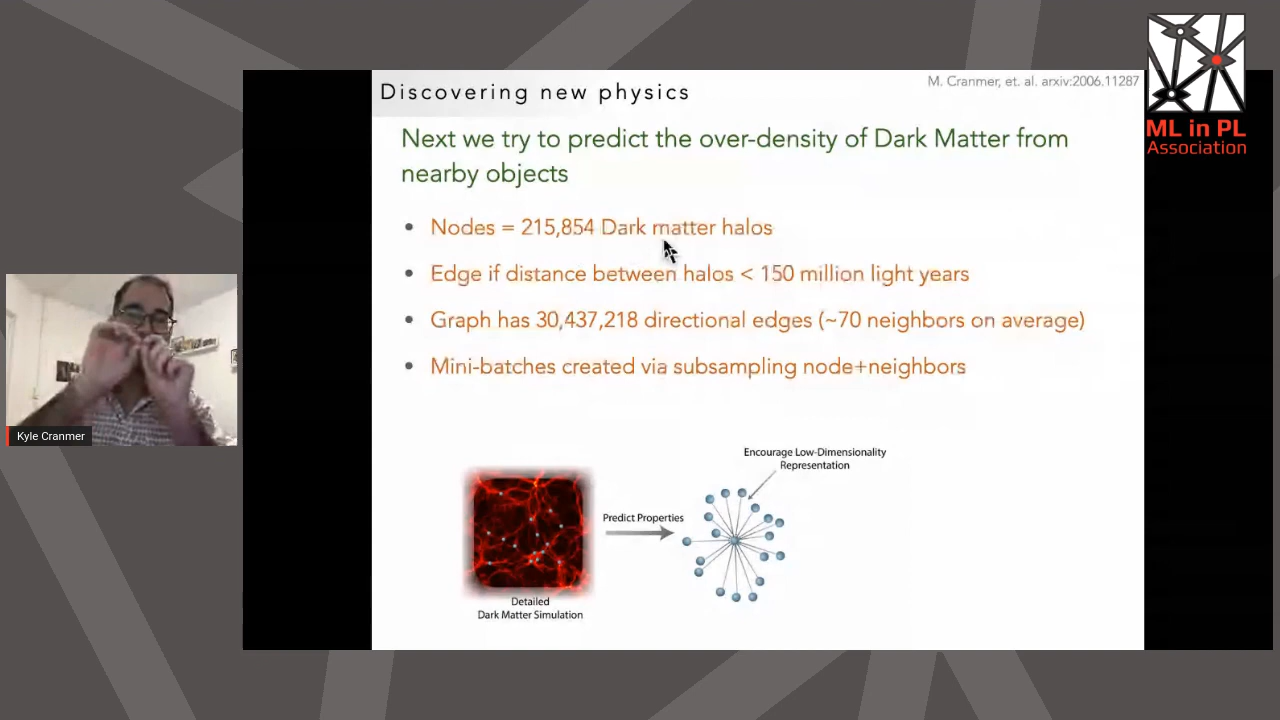 Discovering new physics
M. Cranmer, et. al. arxiv:2006.11287
ML in PL
Association
Next we try to predict the over-density of Dark Matter from
nearby objects
• Nodes = 215,854 Dark matter halos
• Edge if distance between halos < 150 million light years
• Graph has 30,437,218 directional edges (~70 neighbors on average)
• Mini-batches created via subsampling node+neighbors
Kyle Cranmer
Encourage Low-Dimensionality
Representation
Predict Properties
Detailed
Dark Matter Simulation